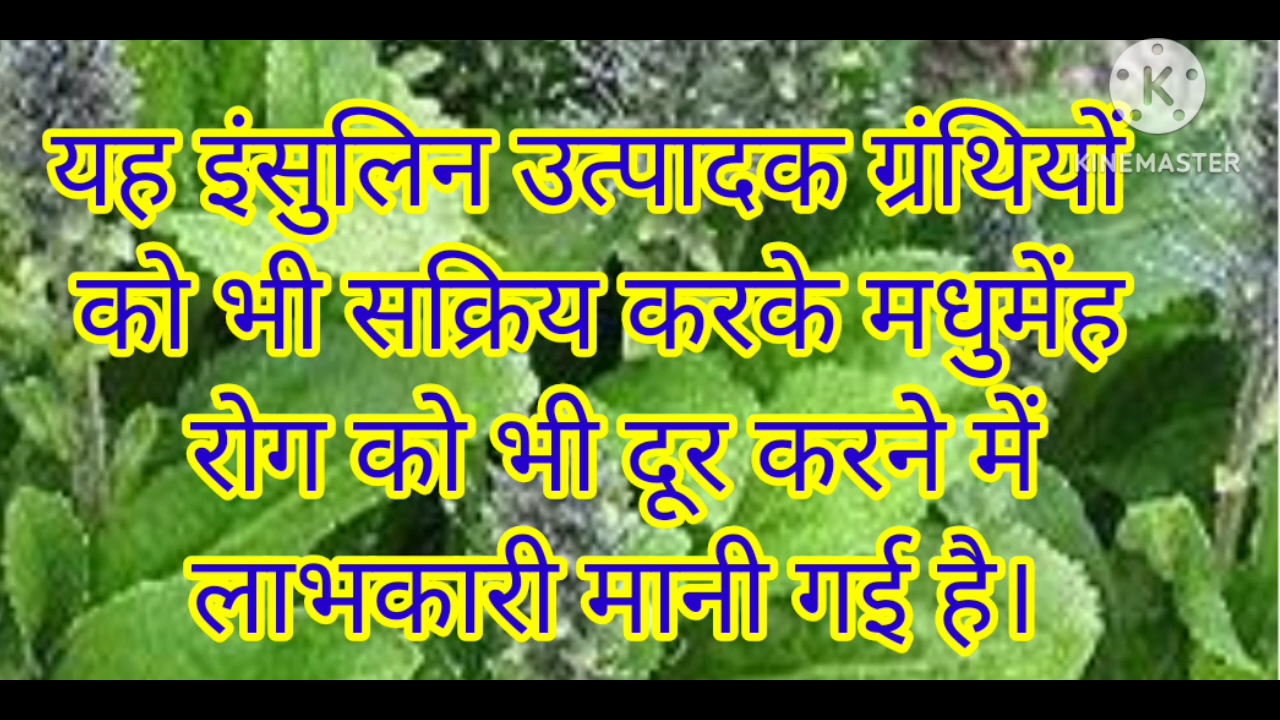 यह इंसुलिन उत्पादक ग्रंथियों
को भी सक्रिय करके मधुमेंह
रोग को भी दूर करने में
लाभकारी मानी गई है।
K
KINEMASTER